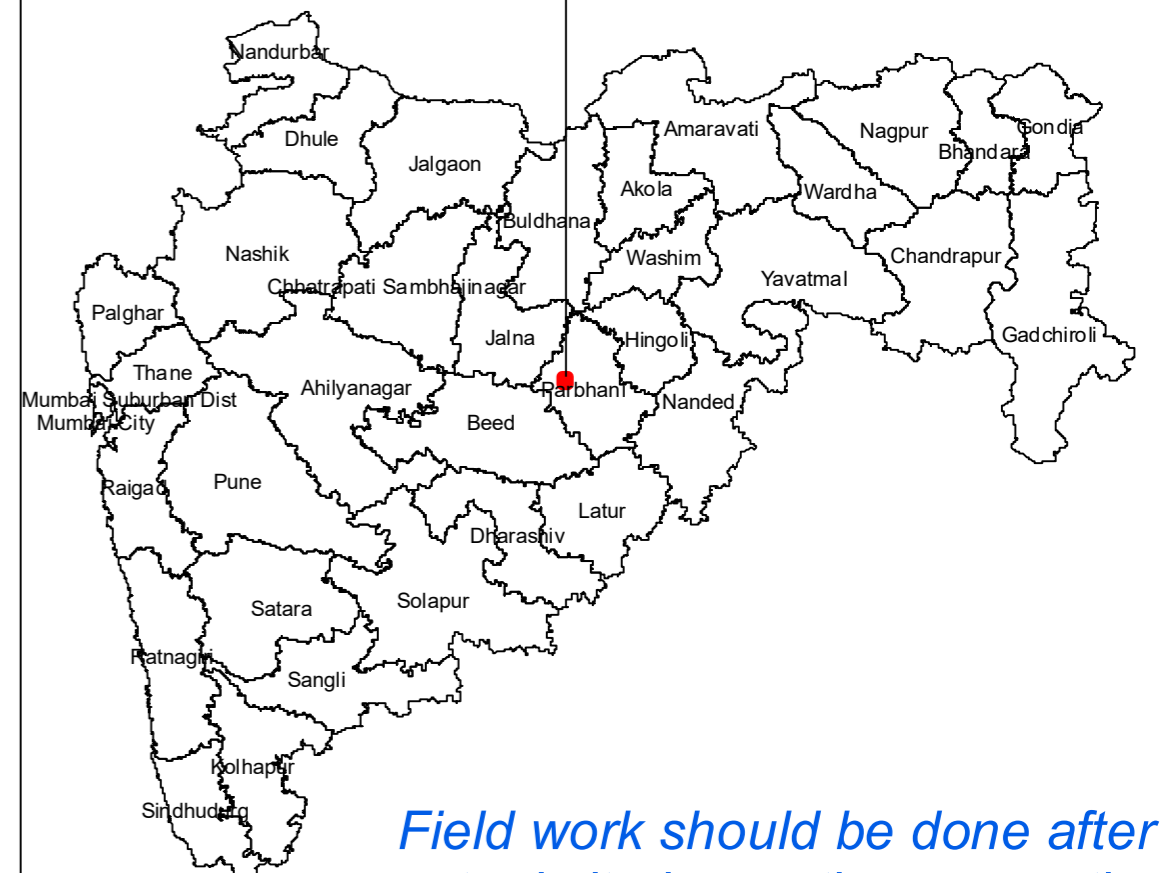 Nandurbar
Dhule
Jalgaon
Amaravati
Nagpur
Gondia
Bhandara
Akola
Wardha
Buldhana
Nashik
Washim
Chandrapur
Yavatmal
Chhatrapati Sambhajinagar
Palghar
Jalna
Hingoli
Gadchiroli
Thane
Ahilyanagar
Parbhani
Mumbai Suburban Dist
Nanded
Mumbai City
Beed
Raigad
Pune
Latur
Dharashiv
Satara
Solapur
Ratnagiri
Sangli
Kolhapur
Sindhudurg
Field work should be done after